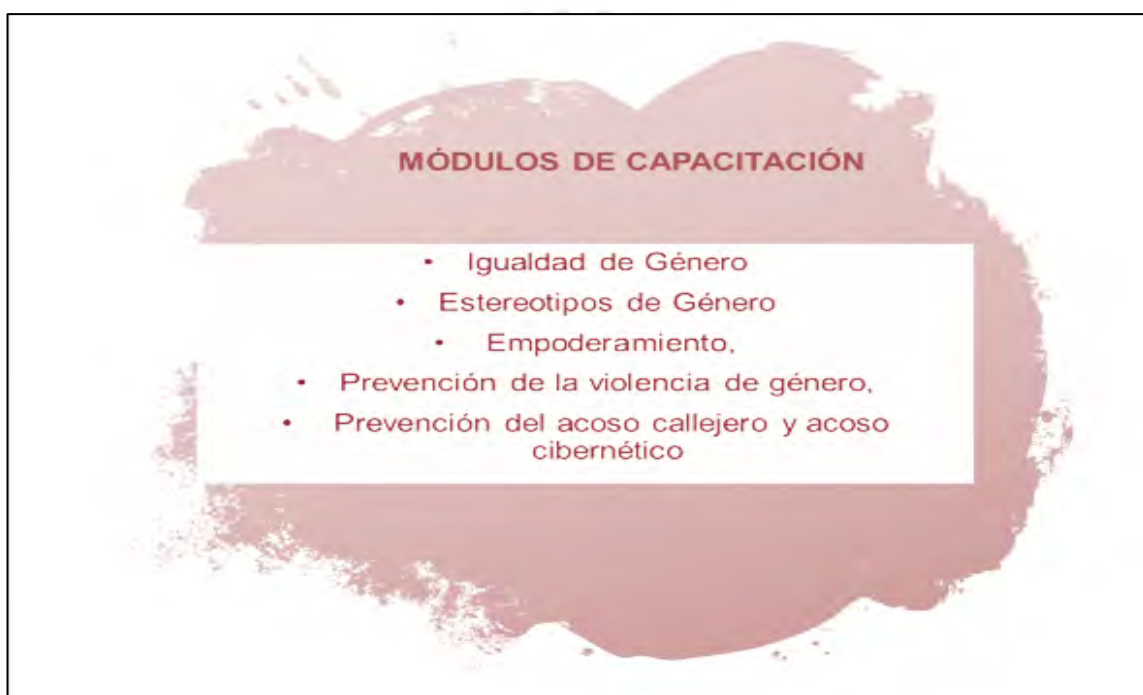 MÓDULOS DE CAPACITACIÓN
• Igualdad de Género
• Estereotipos de Género
• Empoderamiento,
• Prevención de la violencia de género,
• Prevención del acoso callejero y acoso
cibernético